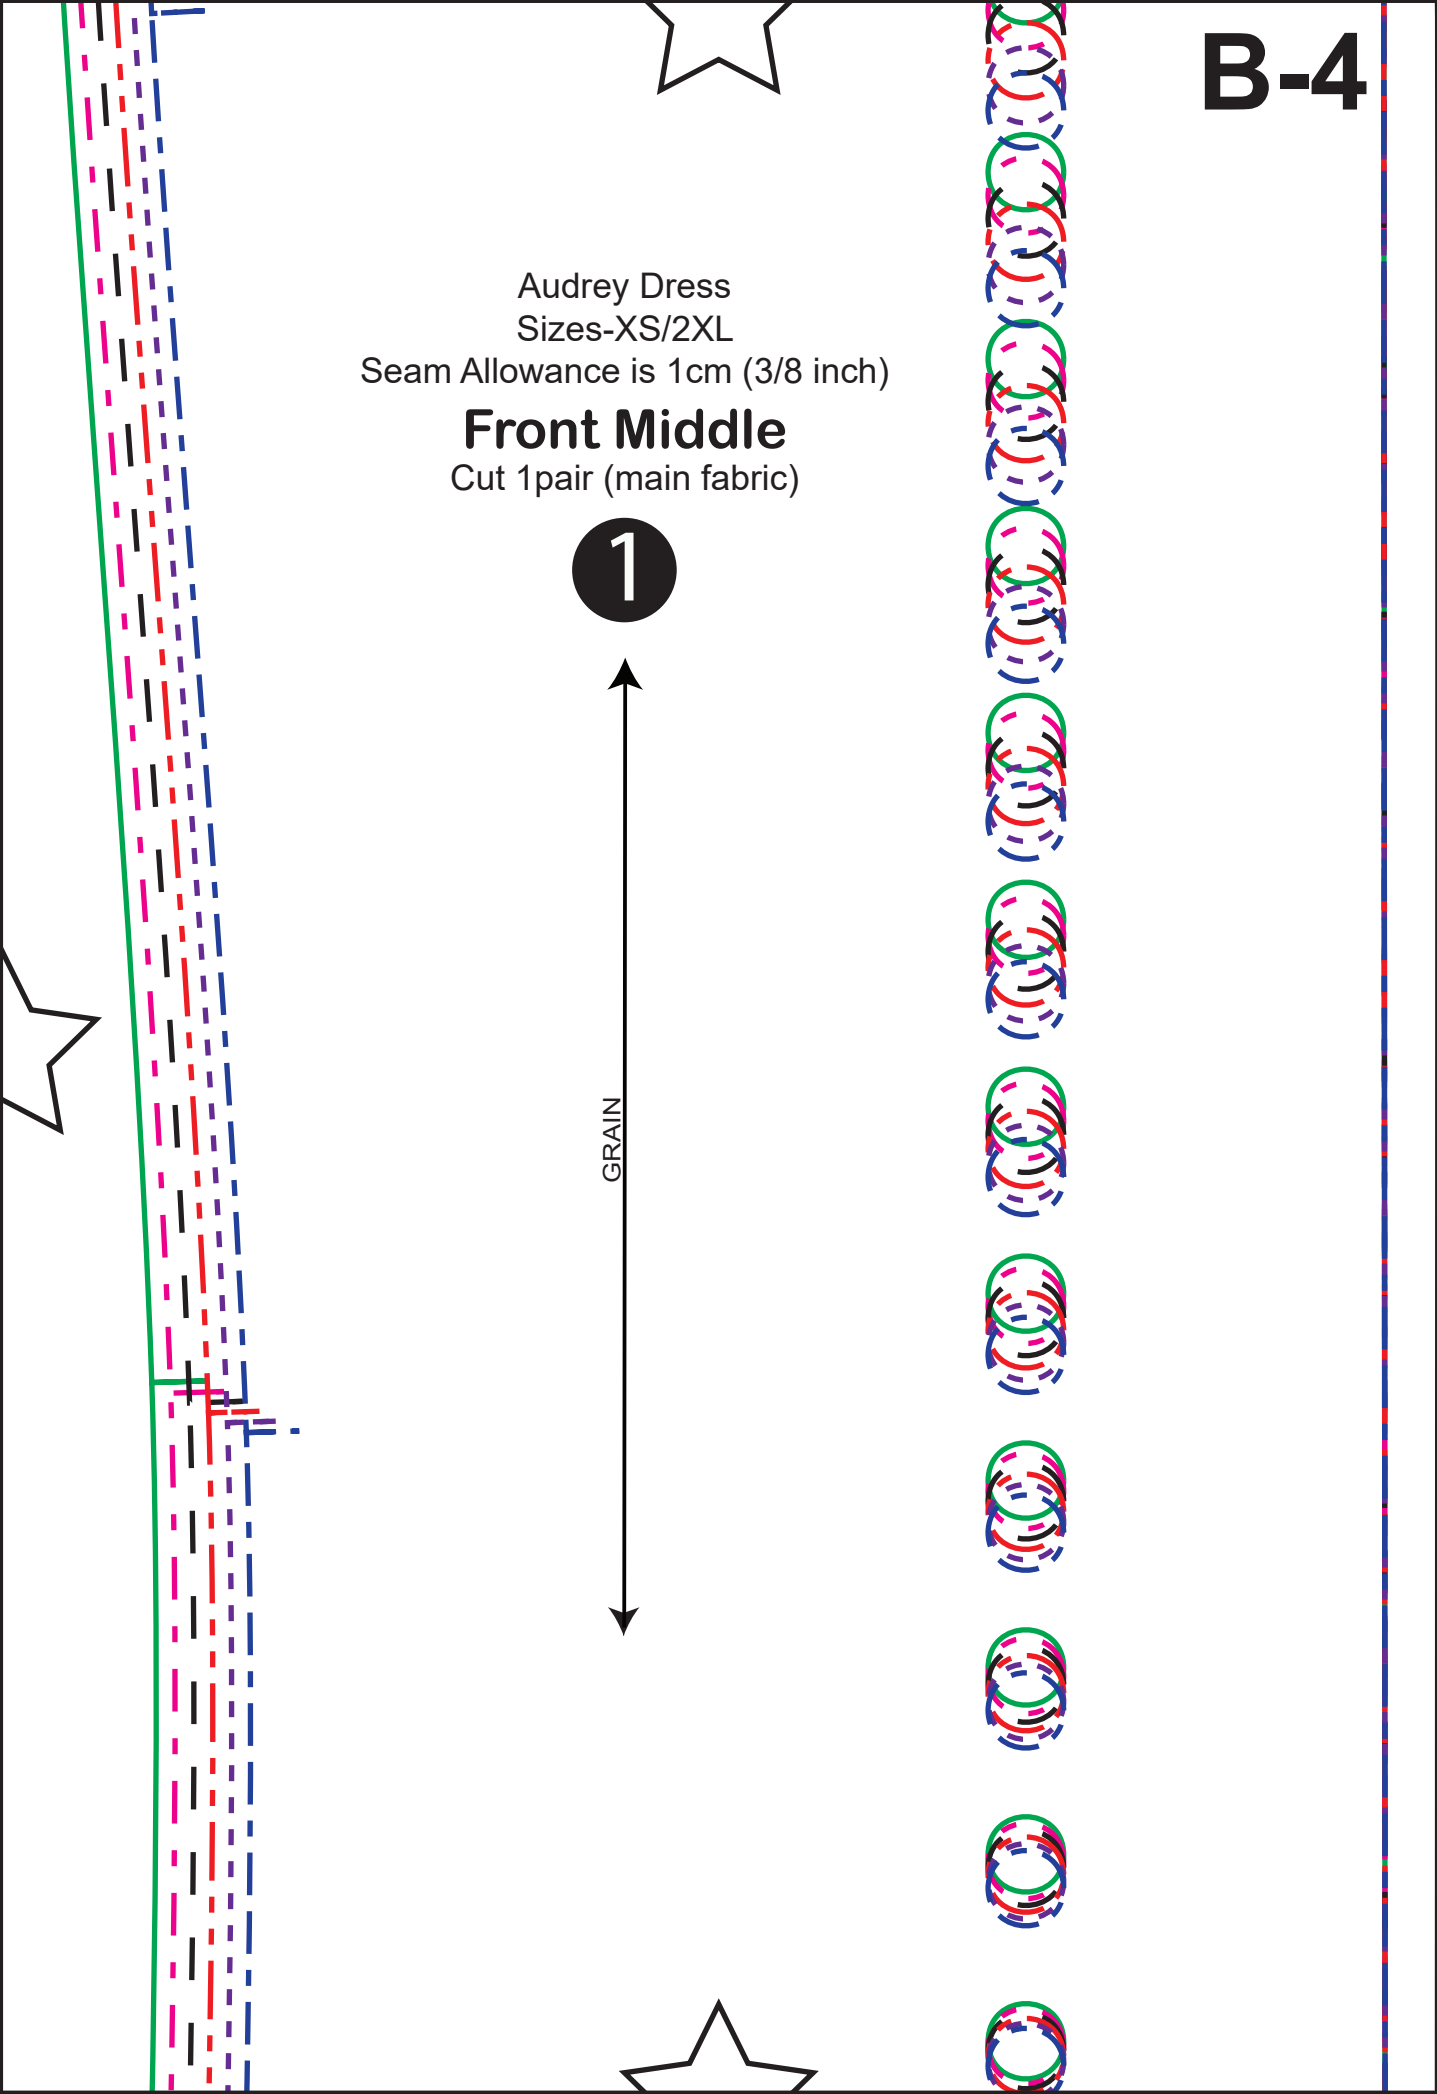 B-4
Audrey Dress
Sizes-XS/2XL
Seam Allowance is 1cm (3/8 inch)
Front Middle
Cut 1pair (main fabric)
1
GRAIN